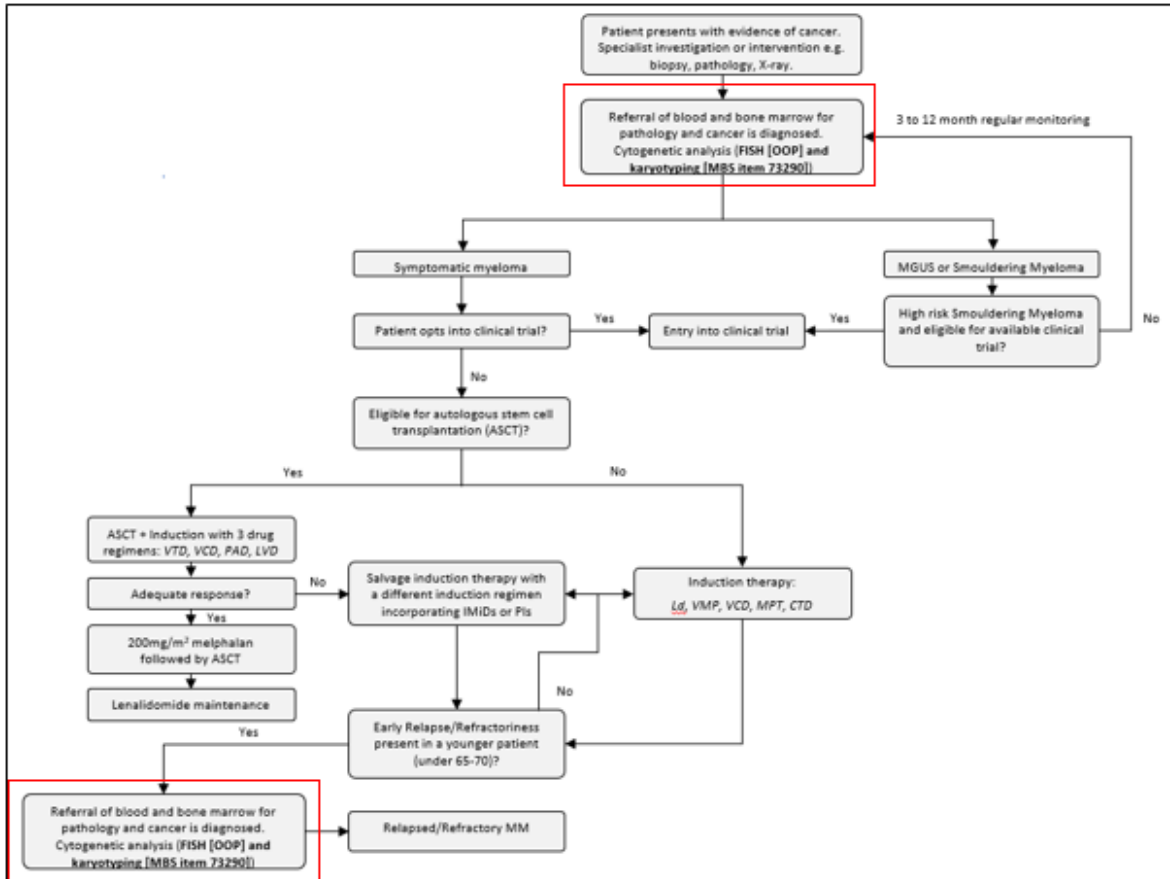 Patient presents with evidence of cancer.
Specialist investigation or intervention e.g.
biopsy, pathology, X-ray.
Referral of blood and bone marrow for
pathology and cancer is diagnosed.
Cytogenetic analysis (FISH [OOP] and
karyotyping [MBS item 73290])
3 to 12 month regular monitoring
Symptomatic myeloma
MGUS or Smouldering Myeloma
Patient opts into clinical trial?
Yes
Entry into clinical trial
Yes
High risk Smouldering Myeloma
and eligible for available clinical
trial?
No
No
Eligible for autologous stem cell
transplantation (ASCT)?
Yes
No
ASCT + Induction with 3 drug
regimens: VTD, VCD, PAD, LVD
Adequate response?
No
Salvage induction therapy with
a different induction regimen
incorporating IMiDs or PIs
Induction therapy:
Ld, VMP, VCD, MPT, CTD
Yes
200mg/m² melphalan
followed by ASCT
Lenalidomide maintenance
No
Early Relapse/Refractoriness
present in a younger patient
(under 65-70)?
Yes
Referral of blood and bone marrow for
pathology and cancer is diagnosed.
Cytogenetic analysis (FISH [OOP] and
karyotyping [MBS item 73290])
Relapsed/Refractory MM